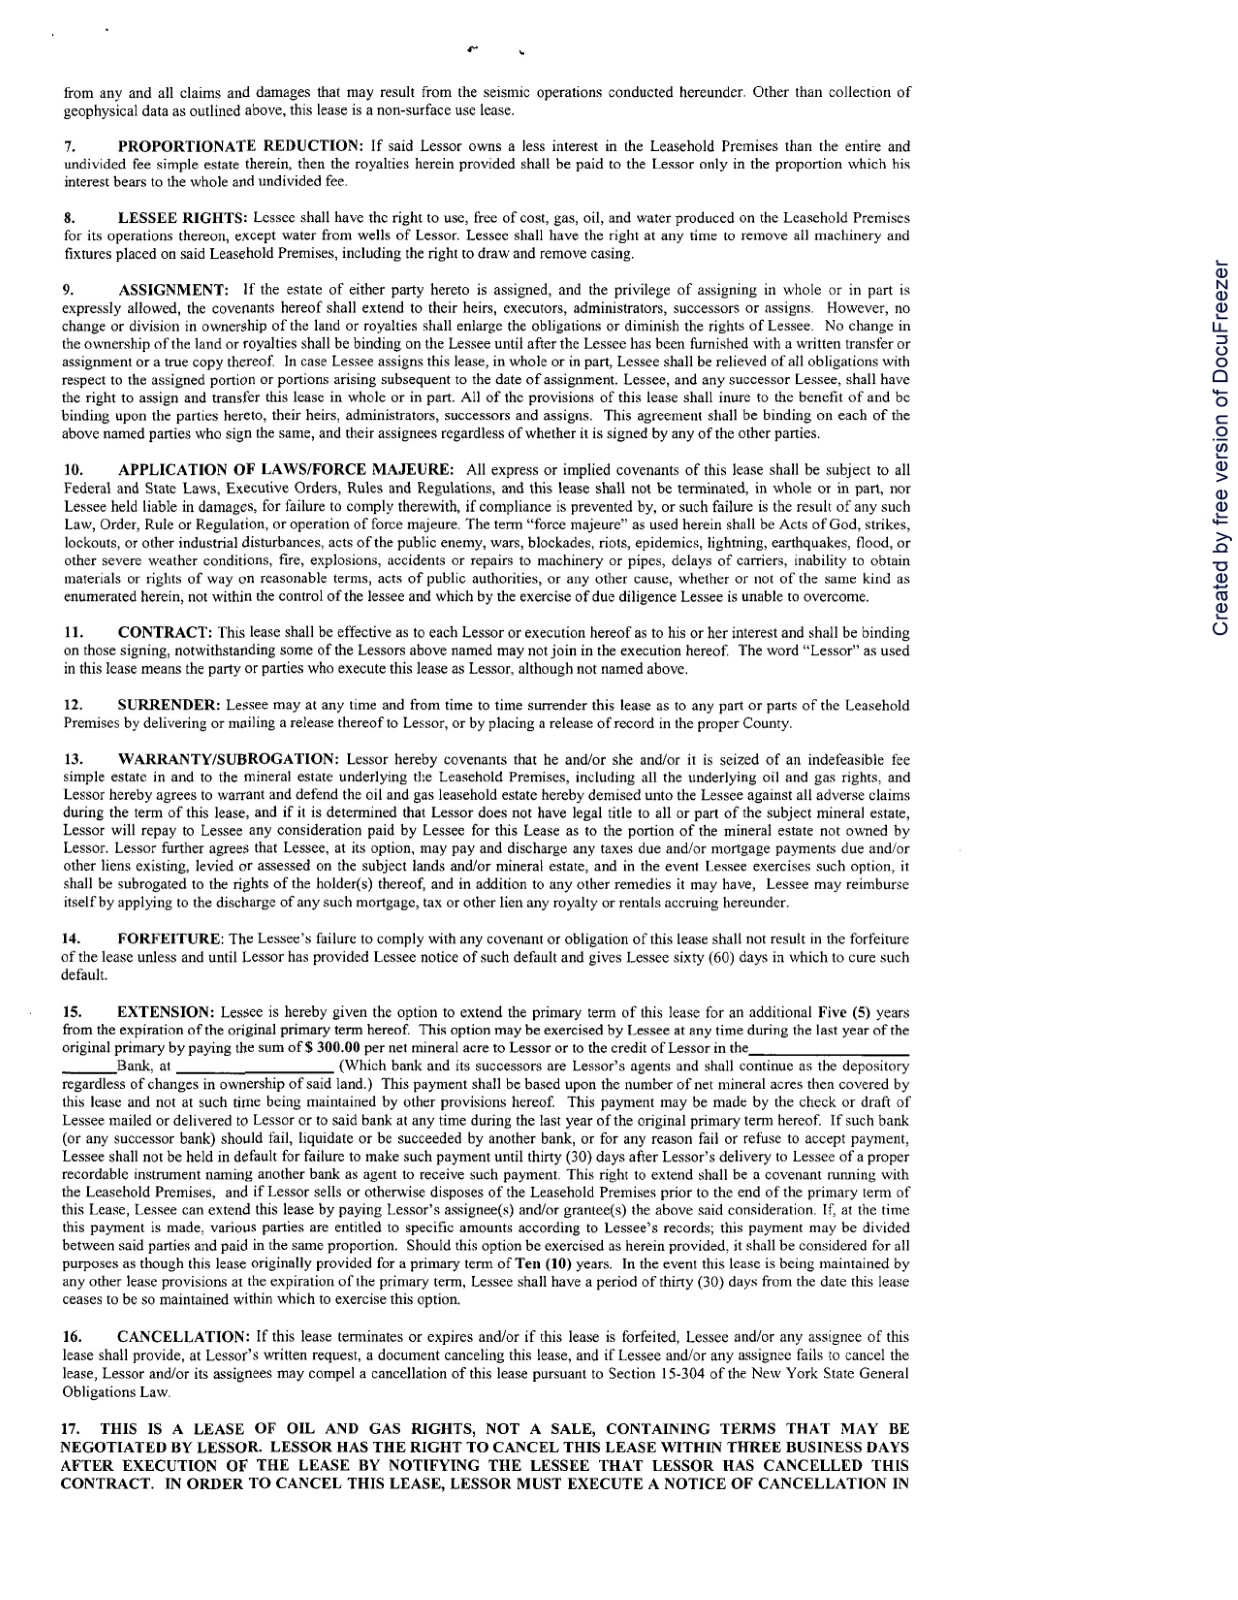 from any and all claims and damages that may result from the seismic operations conducted hereunder. Other than collection of
geophysical data as outlined above, this lease is a non-surface use lease.
7. PROPORTIONATE REDUCTION: If said Lessor owns a less interest in the Leasehold Premises than the entire and
undivided fee simple estate therein, then the royalties herein provided shall be paid to the Lessor only in the proportion which his
interest bears to the whole and undivided fee.
8. LESSEE RIGHTS: Lessee shall have the right to use, free of cost, gas, oil, and water produced on the Leasehold Premises
for its operations thereon, except water from wells of Lessor. Lessee shall have the right at any time to remove all machinery and
fixtures placed on said Leasehold Premises, including the right to draw and remove casing.
9. ASSIGNMENT: If the estate of either party hereto is assigned, and the privilege of assigning in whole or in part is
expressly allowed, the covenants hereof shall extend to their heirs, executors, administrators, successors or assigns. However, no
change or division in ownership of the land or royalties shall enlarge the obligations or diminish the rights of Lessee. No change in
the ownership of the land or royalties shall be binding on the Lessee until after the Lessee has been furnished with a written transfer or
assignment or a true copy thereof. In case Lessee assigns this lease, in whole or in part, Lessee shall be relieved of all obligations with
respect to the assigned portion or portions arising subsequent to the date of assignment. Lessee, and any successor Lessee, shall have
the right to assign and transfer this lease in whole or in part. All of the provisions of this lease shall inure to the benefit of and be
binding upon the parties hereto, their heirs, administrators, successors and assigns. This agreement shall be binding on each of the
above named parties who sign the same, and their assignees regardless of whether it is signed by any of the other parties.
10. APPLICATION OF LAWS/FORCE MAJEURE: All express or implied covenants of this lease shall be subject to all
Federal and State Laws, Executive Orders, Rules and Regulations, and this lease shall not be terminated, in whole or in part, nor
Lessee held liable in damages, for failure to comply therewith, if compliance is prevented by, or such failure is the result of any such
Law, Order, Rule or Regulation, or operation of force majeure. The term “force majeure” as used herein shall be Acts of God, strikes,
lockouts, or other industrial disturbances, acts of the public enemy, wars, blockades, riots, epidemics, lightning, earthquakes, flood, or
other severe weather conditions, fire, explosions, accidents or repairs to machinery or pipes, delays of carriers, inability to obtain
materials or rights of way on reasonable terms, acts of public authorities, or any other cause, whether or not of the same kind as
enumerated herein, not within the control of the lessee and which by the exercise of due diligence Lessee is unable to overcome.
11. CONTRACT: This lease shall be effective as to each Lessor or execution hereof as to his or her interest and shall be binding
on those signing, notwithstanding some of the Lessors above named may not join in the execution hereof. The word “Lessor” as used
in this lease means the party or parties who execute this lease as Lessor, although not named above.
12. SURRENDER: Lessee may at any time and from time to time surrender this lease as to any part or parts of the Leasehold
Premises by delivering or mailing a release thereof to Lessor, or by placing a release of record in the proper County.
13. WARRANTY/SUBROGATION: Lessor hereby covenants that he and/or she and/or it is seized of an indefeasible fee
simple estate in and to the mineral estate underlying the Leasehold Premises, including all the underlying oil and gas rights, and
Lessor hereby agrees to warrant and defend the oil and gas leasehold estate hereby demised unto the Lessee against all adverse claims
during the term of this lease, and if it is determined that Lessor does not have legal title to all or part of the subject mineral estate,
Lessor will repay to Lessee any consideration paid by Lessee for this Lease as to the portion of the mineral estate not owned by
Lessor. Lessor further agrees that Lessee, at its option, may pay and discharge any taxes due and/or mortgage payments due and/or
other liens existing, levied or assessed on the subject lands and/or mineral estate, and in the event Lessee exercises such option, it
shall be subrogated to the rights of the holder(s) thereof, and in addition to any other remedies it may have, Lessee may reimburse
itself by applying to the discharge of any such mortgage, tax or other lien any royalty or rentals accruing hereunder.
14. FORFEITURE: The Lessee’s failure to comply with any covenant or obligation of this lease shall not result in the forfeiture
of the lease unless and until Lessor has provided Lessee notice of such default and gives Lessee sixty (60) days in which to cure such
default.
15. EXTENSION: Lessee is hereby given the option to extend the primary term of this lease for an additional Five (5) years
from the expiration of the original primary term hereof. This option may be exercised by Lessee at any time during the last year of the
original primary by paying the sum of $ 300.00 per net mineral acre to Lessor or to the credit of Lessor in the____________________
_______Bank, at ____________________ (Which bank and its successors are Lessor’s agents and shall continue as the depository
regardless of changes in ownership of said land.) This payment shall be based upon the number of net mineral acres then covered by
this lease and not at such time being maintained by other provisions hereof. This payment may be made by the check or draft of
Lessee mailed or delivered to Lessor or to said bank at any time during the last year of the original primary term hereof. If such bank
(or any successor bank) should fail, liquidate or be succeeded by another bank, or for any reason fail or refuse to accept payment,
Lessee shall not be held in default for failure to make such payment until thirty (30) days after Lessor’s delivery to Lessee of a proper
recordable instrument naming another bank as agent to receive such payment. This right to extend shall be a covenant running with
the Leasehold Premises, and if Lessor sells or otherwise disposes of the Leasehold Premises prior to the end of the primary term of
this Lease, Lessee can extend this lease by paying Lessor’s assignee(s) and/or grantee(s) the above said consideration. If, at the time
this payment is made, various parties are entitled to specific amounts according to Lessee’s records; this payment may be divided
between said parties and paid in the same proportion. Should this option be exercised as herein provided, it shall be considered for all
purposes as though this lease originally provided for a primary term of Ten (10) years. In the event this lease is being maintained by
any other lease provisions at the expiration of the primary term, Lessee shall have a period of thirty (30) days from the date this lease
ceases to be so maintained within which to exercise this option.
16. CANCELLATION: If this lease terminates or expires and/or if this lease is forfeited, Lessee and/or any assignee of this
lease shall provide, at Lessor’s written request, a document canceling this lease, and if Lessee and/or any assignee fails to cancel the
lease, Lessor and/or its assignees may compel a cancellation of this lease pursuant to Section 15-304 of the New York State General
Obligations Law.
17. THIS IS A LEASE OF OIL AND GAS RIGHTS, NOT A SALE, CONTAINING TERMS THAT MAY BE
NEGOTIATED BY LESSOR. LESSOR HAS THE RIGHT TO CANCEL THIS LEASE WITHIN THREE BUSINESS DAYS
AFTER EXECUTION OF THE LEASE BY NOTIFYING THE LESSEE THAT LESSOR HAS CANCELLED THIS
CONTRACT. IN ORDER TO CANCEL THIS LEASE, LESSOR MUST EXECUTE A NOTICE OF CANCELLATION IN
Created by free version of DocuFreezer